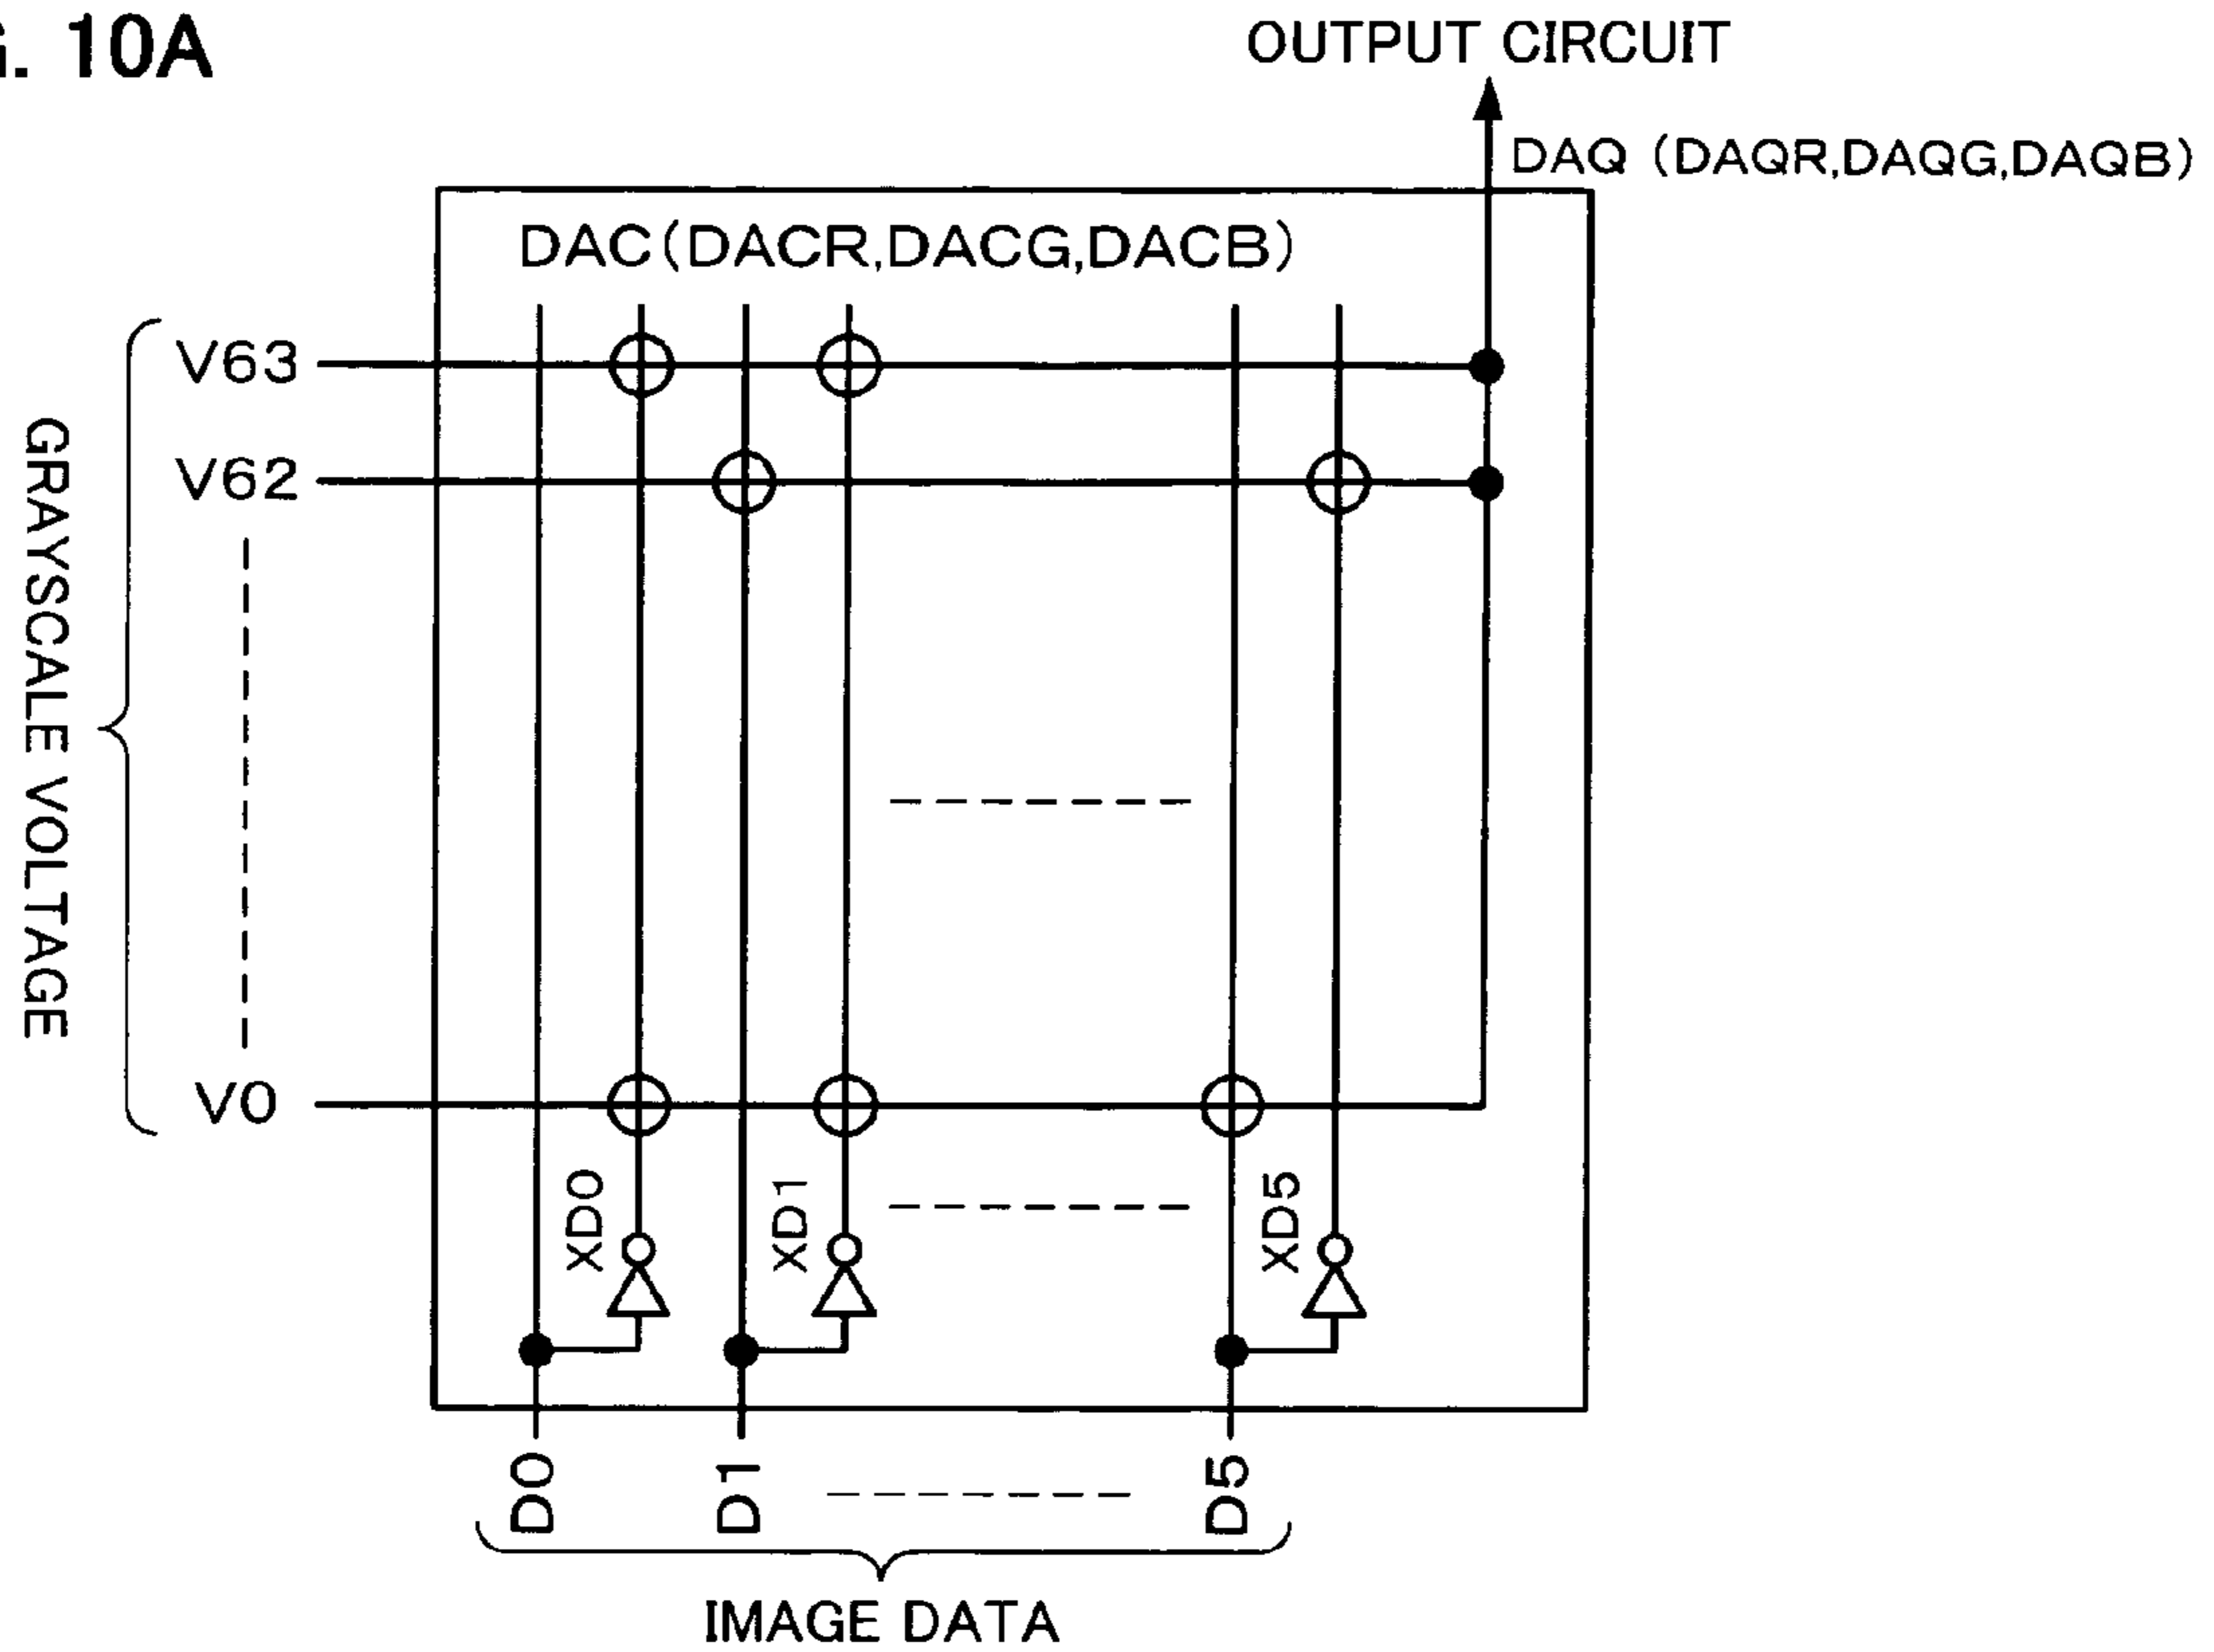 G. 10A
OUTPUT CIRCUIT
DAQ (DAQR,DAQG,DAQB)
DAC(DACR,DACG,DACB)
V63
V62
GRAYSCALE VOLTAGE
V0
XD0
XD1
XD5
D0
D1
D5
IMAGE DATA